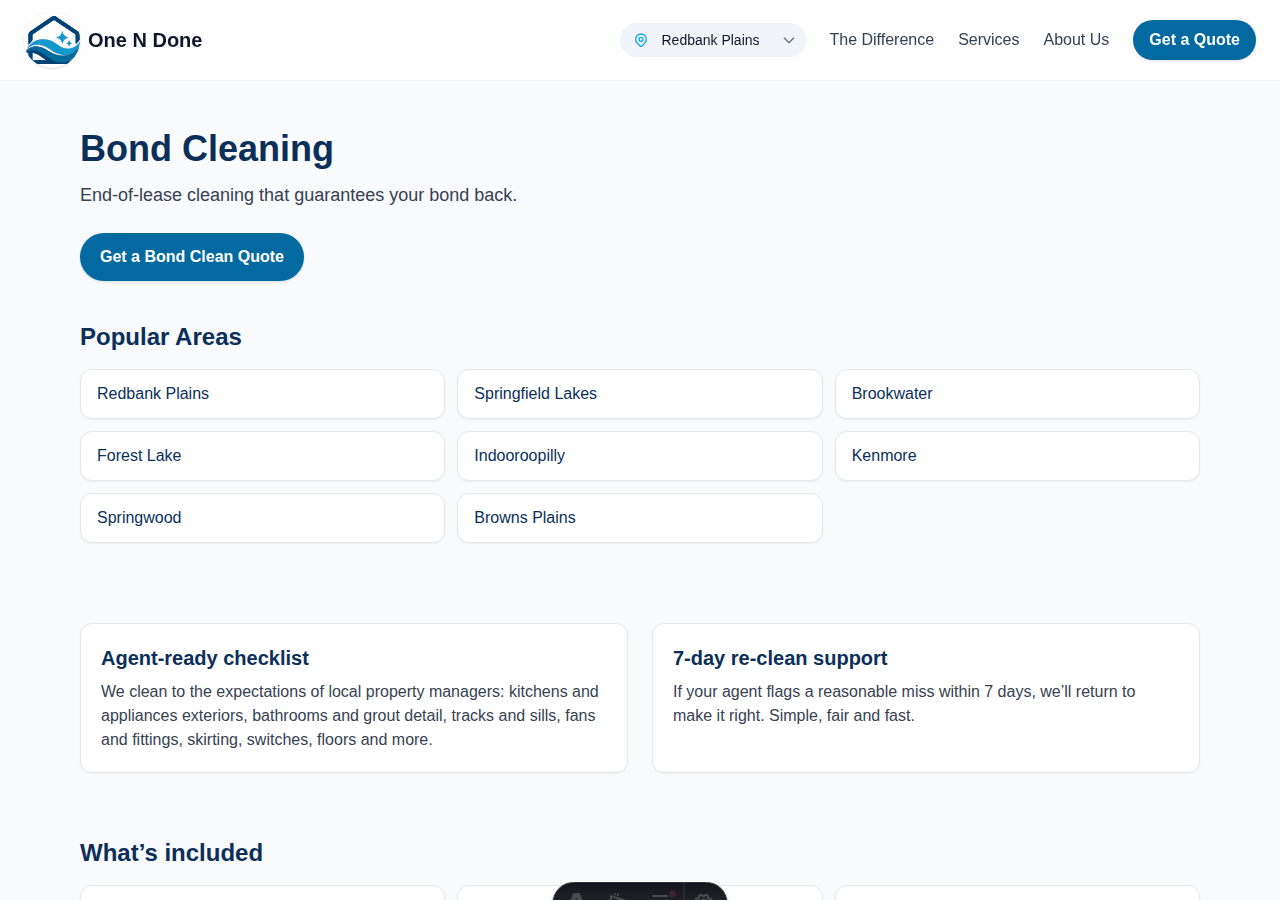 One N Done
Redbank Plains
The Difference
Services
About Us
Get a Quote
Bond Cleaning
End-of-lease cleaning that guarantees your bond back.
Get a Bond Clean Quote
Popular Areas
Redbank Plains
Springfield Lakes
Brookwater
Forest Lake
Indooroopilly
Kenmore
Springwood
Browns Plains
Agent-ready checklist
We clean to the expectations of local property managers: kitchens and
appliances exteriors, bathrooms and grout detail, tracks and sills, fans
and fittings, skirting, switches, floors and more.
7-day re-clean support
If your agent flags a reasonable miss within 7 days, we’ll return to
make it right. Simple, fair and fast.
What’s included